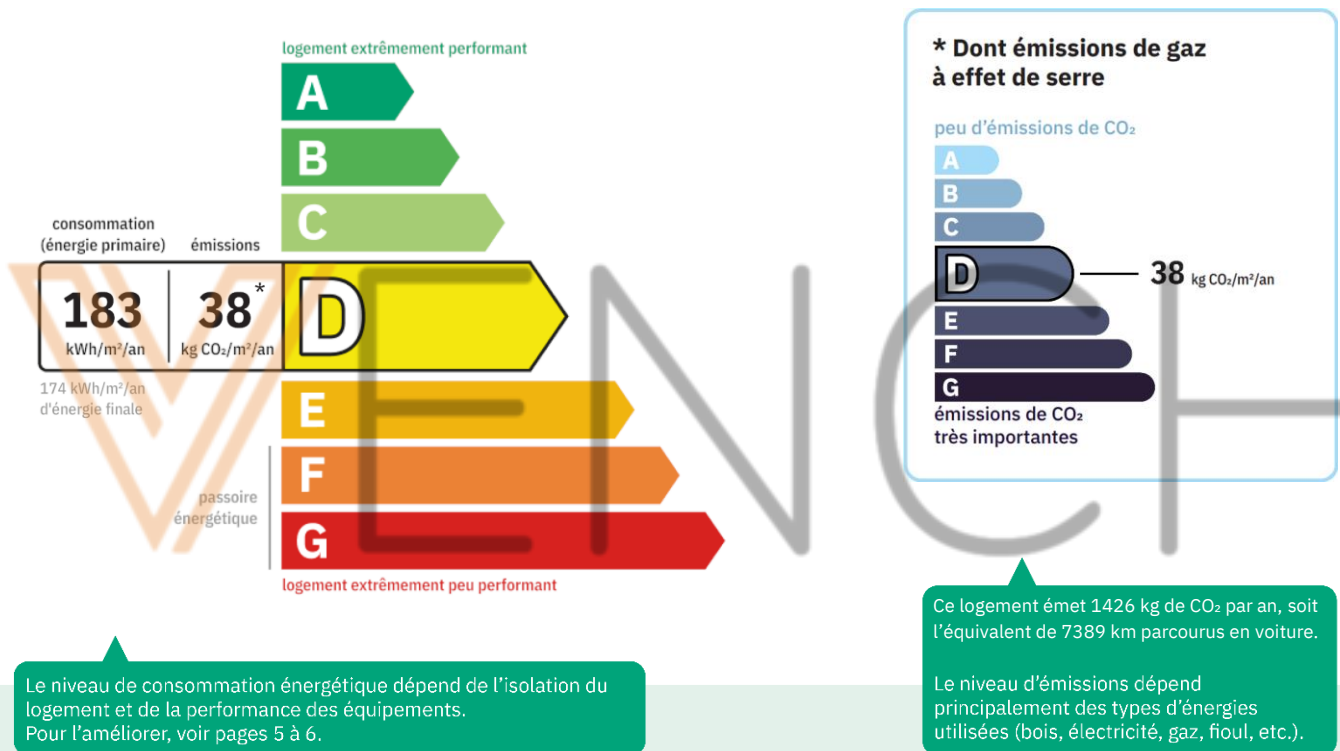 logement extrêmement performant
A
B
C
consommation
(énergie primaire)
émissions
183
kWh/m²/an
38*
kg CO₂/m²/an
D
174 kWh/m²/an
d'énergie finale
E
F
passoire
énergétique
G
logement extrêmement peu performant
* Dont émissions de gaz
à effet de serre
peu d'émissions de CO₂
A
B
C
D
38 kg CO₂/m²/an
E
F
G
émissions de CO₂
très importantes
VENCH
Le niveau de consommation énergétique dépend de l'isolation du
logement et de la performance des équipements.
Pour l'améliorer, voir pages 5 à 6.
Ce logement émet 1426 kg de CO₂ par an, soit
l'équivalent de 7389 km parcourus en voiture.
Le niveau d'émissions dépend
principalement des types d'énergies
utilisées (bois, électricité, gaz, fioul, etc.).